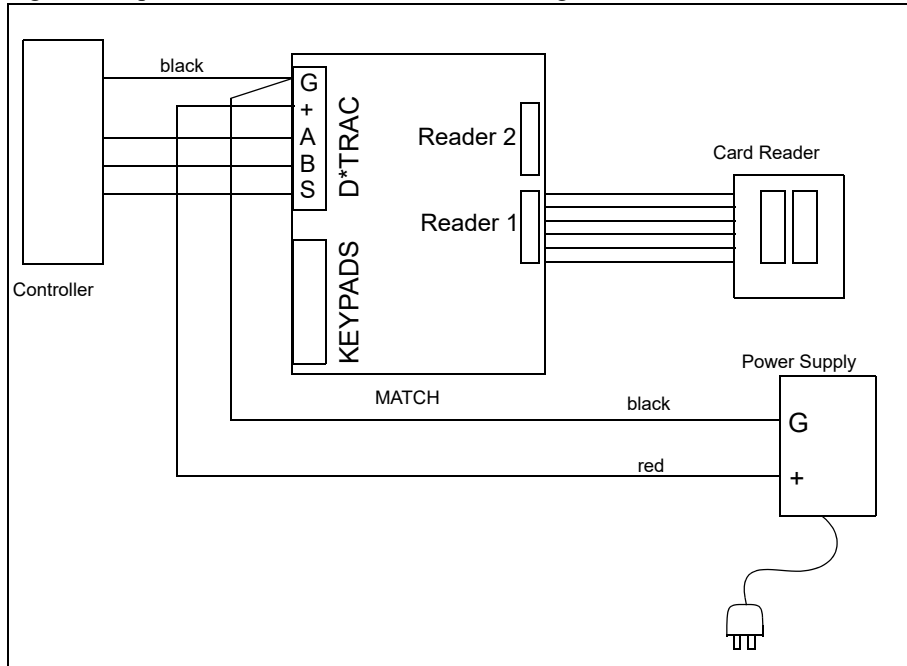 black
G
+
A
B
S
D*TRAC
Reader 2
Reader 1
Card Reader
Controller
KEYPADS
MATCH
Power Supply
black
G
red
+